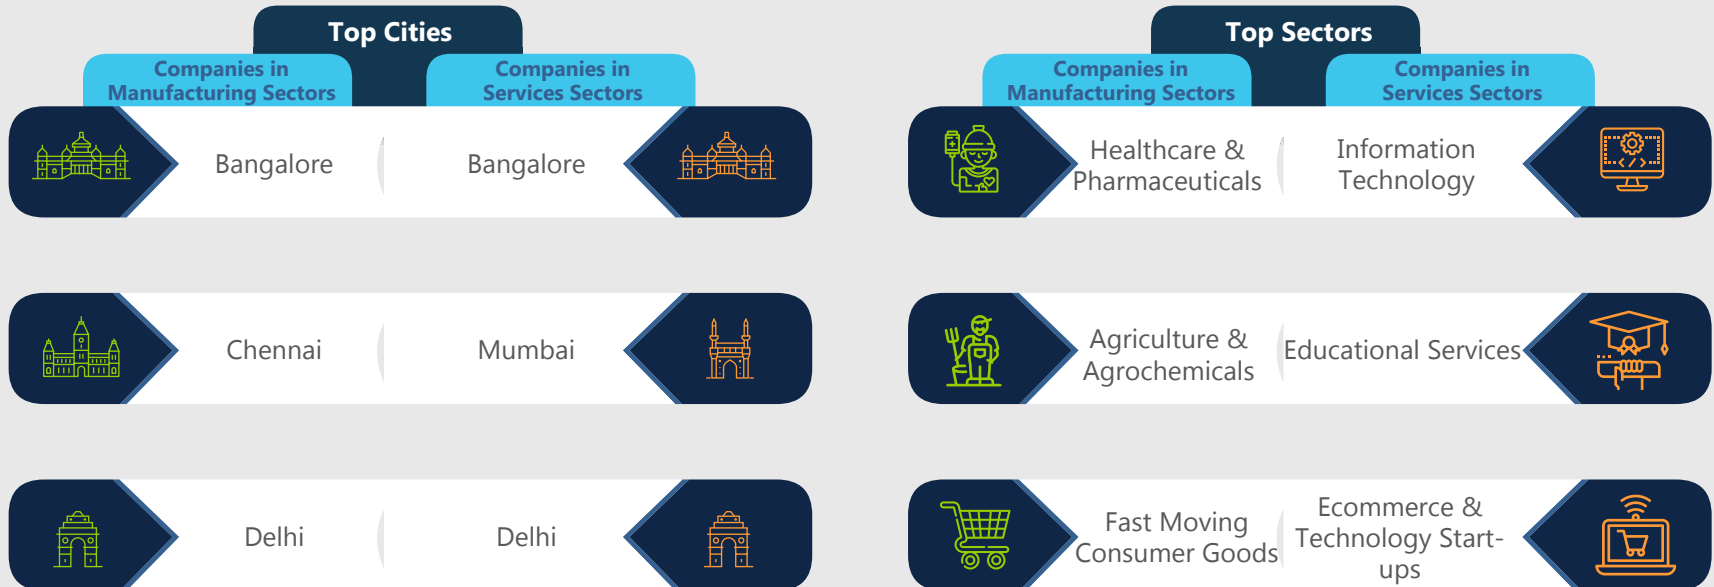 Top Cities
Companies in
Manufacturing Sectors
Companies in
Services Sectors
Bangalore
Bangalore
Chennai
Mumbai
Delhi
Delhi
Top Sectors
Companies in
Manufacturing Sectors
Companies in
Services Sectors
Healthcare &
Pharmaceuticals
Information
Technology
Agriculture &
Agrochemicals
Educational Services
Fast Moving
Consumer Goods
Ecommerce &
Technology Start-
ups